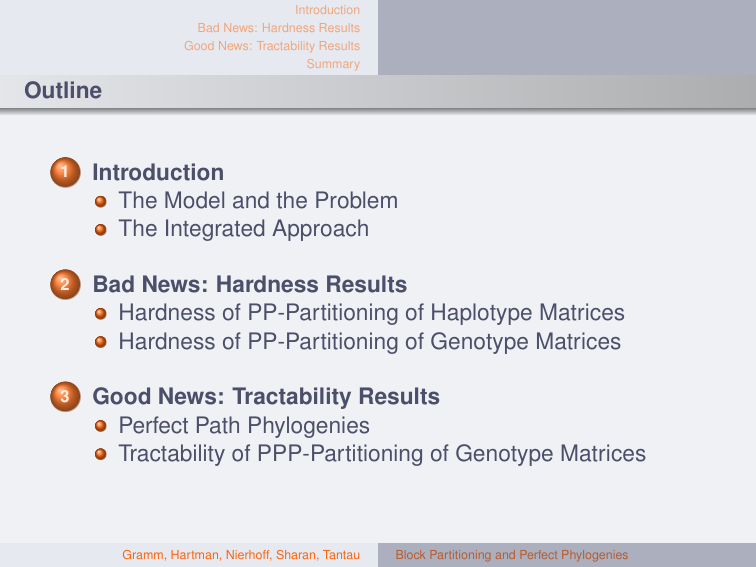 Introduction
Bad News: Hardness Results
Good News: Tractability Results
Summary
Outline
1 Introduction
The Model and the Problem
The Integrated Approach
2 Bad News: Hardness Results
Hardness of PP-Partitioning of Haplotype Matrices
Hardness of PP-Partitioning of Genotype Matrices
3 Good News: Tractability Results
Perfect Path Phylogenies
Tractability of PPP-Partitioning of Genotype Matrices
Gramm, Hartman, Nierhoff, Sharan, Tantau
Block Partitioning and Perfect Phylogenies